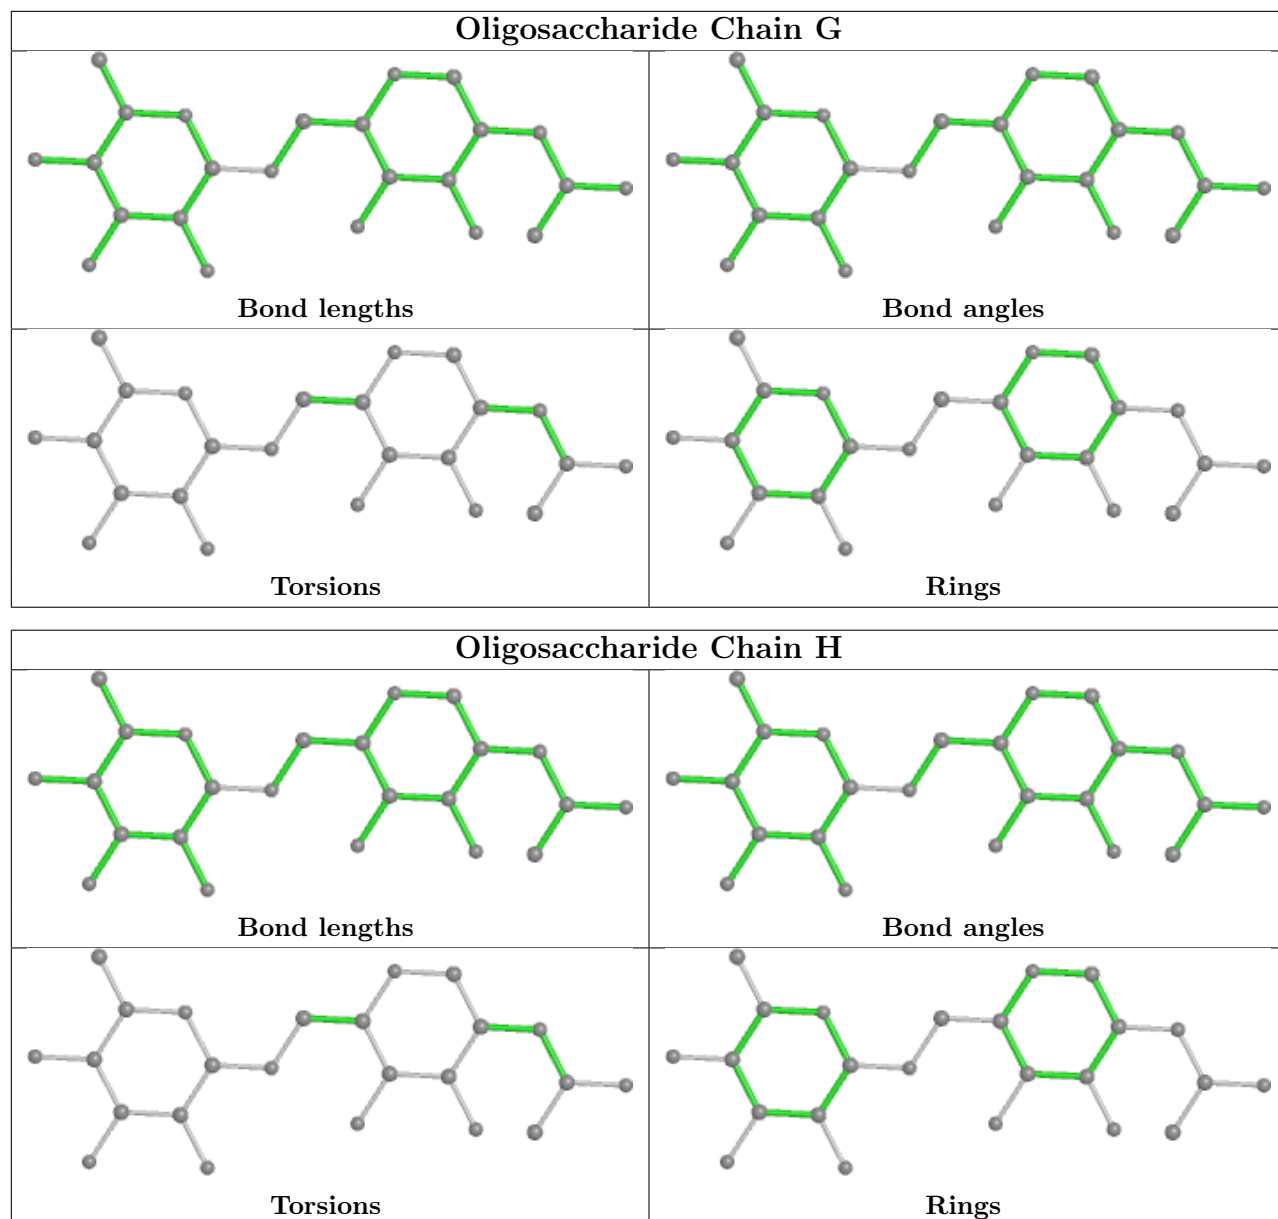 Oligosaccharide Chain G
Bond lengths
Bond angles
Torsions
Rings
Oligosaccharide Chain H
Bond lengths
Bond angles
Torsions
Rings